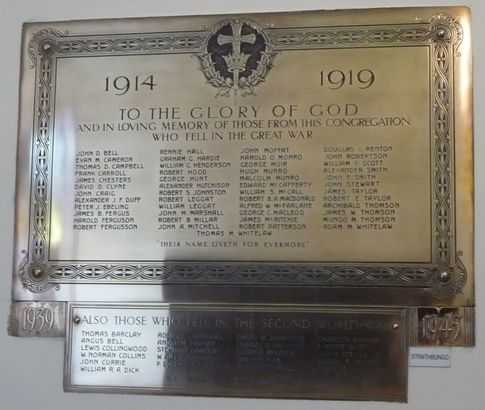 1914 1919
TO THE GLORY OF GOD
AND IN LOVING MEMORY OF THOSE FROM THIS CONGREGATION
WHO FELL IN THE GREAT WAR
JOHN D. BELL
EVAN M. CAMERON
THOMAS D. CAMPBELL
FRANK CARROLL
JAMES CHESTERS
DAVID D. CLYNE
JOHN CRAIG
ALEXANDER J. F. DUFF
PETER J. EBELING
JAMES B. FERGUS
HAROLD FERGUSON
ROBERT FERGUSSON
RENNIE HALL
GRAHAM G. HARDIE
WILLIAM G. HENDERSON
ROBERT HOOD
GEORGE HUNT
ALEXANDER HUTCHISON
ROBERT S. JOHNSTON
ROBERT LEGGAT
WILLIAM LEGGAT
JOHN H. MARSHALL
ROBERT B. MILLAR
JOHN A. MITCHELL
JOHN MOFFAT
HAROLD O. MONRO
GEORGE MUIR
HUGH MUNRO
MALCOLM MUNRO
EDWARD McCAFFERTY
WILLIAM S. McCALL
ROBERT B. R. MACDONALD
ALFRED W. McFARLANE
GEORGE C. MACLEOD
JAMES McRITCHIE
ROBERT PATTERSON
DOUGLAS G. RENTON
JOHN ROBERTSON
WILLIAM P. SCOTT
ALEXANDER SMITH
JOHN E. SMITH
JOHN STEWART
JAMES TAYLOR
ROBERT E. TAYLOR
ARCHIBALD THOMSON
JAMES W. THOMSON
MUNGO M. THOMSON
ADAM M. WHITELAW
THOMAS M. WHITELAW
"THEIR NAME LIVETH FOR EVERMORE"
1939 1945
ALSO THOSE WHO FELL IN THE SECOND WORLD WAR
THOMAS BARCLAY
ANGUS BELL
LEWIS COLLINGWOOD
W. NORMAN COLLINS
JOHN CURRIE
WILLIAM R. A. DICK
STRATHBUNGO